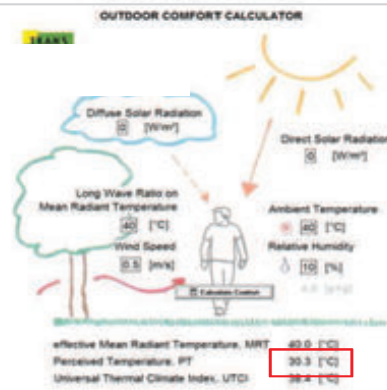 OUTDOOR COMFORT CALCULATOR
Diffuse Solar Radiation
0 [W/m²]
Direct Solar Radiation
0 [W/m²]
Long Wave Ratio on
Mean Radiant Temperature
40 [°C]
Ambient Temperature
40 [°C]
Wind Speed
0.5 [m/s]
Relative Humidity
10 [%]
Calculate Comfort
effective Mean Radiant Temperature, MRT 40.0 [°C]
Perceived Temperature, PT 30.3 [°C]
Universal Thermal Climate Index, UTCI [°C]